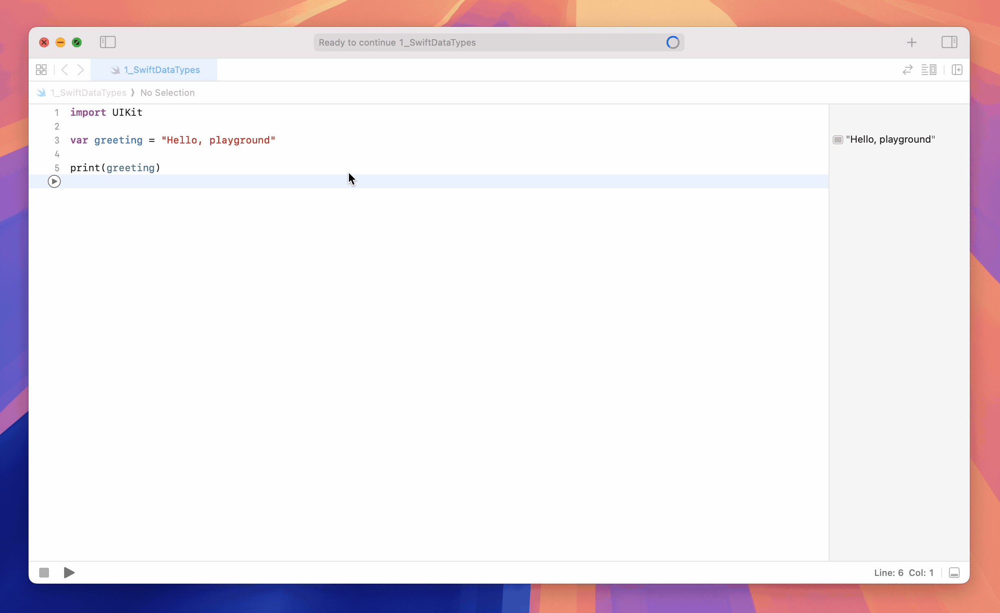 Ready to continue 1_SwiftDataTypes
1_SwiftDataTypes
1_SwiftDataTypes ⟩ No Selection
1 import UIKit
2
3 var greeting = "Hello, playground"
"Hello, playground"
4
5 print(greeting)
Line: 6 Col: 1